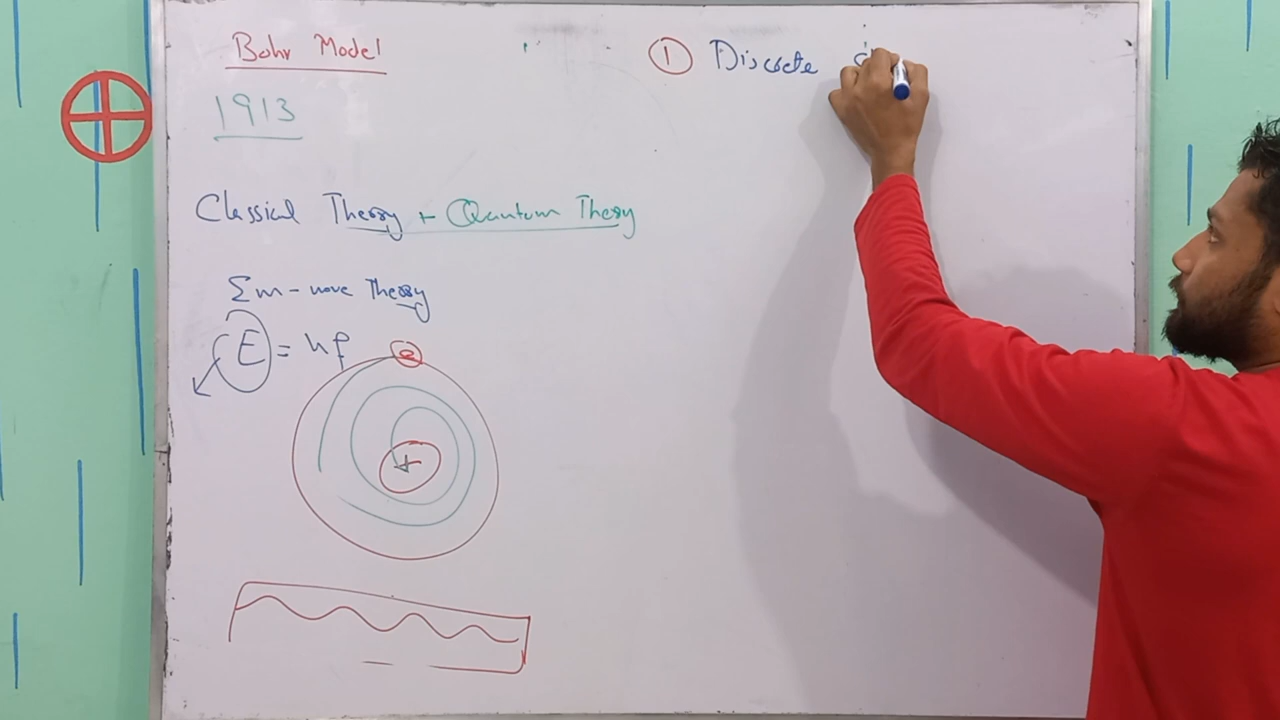 Bohr Model
1913
Classical Theory + Quantum Theory
Em-wave Theory
E = hf
e
+
① Discrete